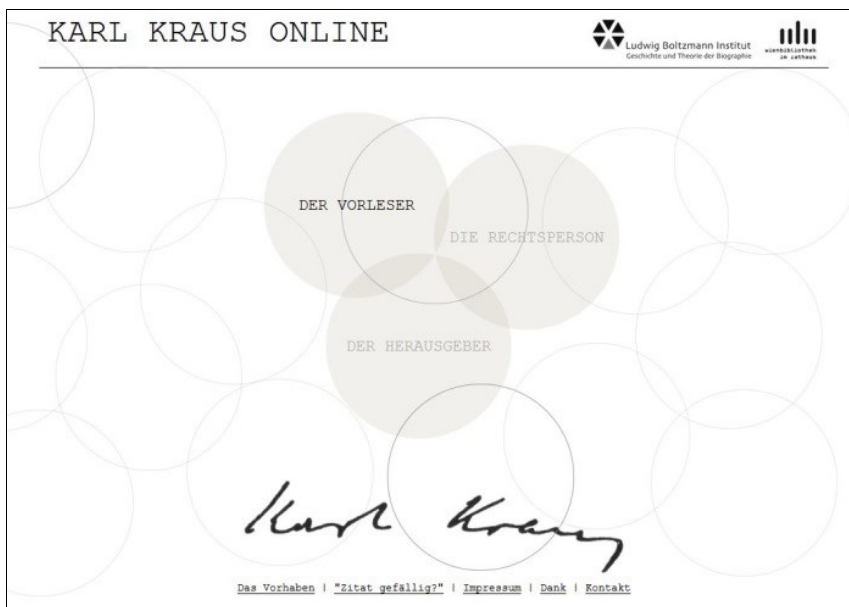 KARL KRAUS ONLINE
Ludwig Boltzmann Institut
Geschichte und Theorie der Biographie
wienbibliothek
im rathaus
DER VORLESER
DIE RECHTSPERSON
DER HERAUSGEBER
Karl Kraus
Das Vorhaben | "Zitat gefällig?" | Impressum | Dank | Kontakt